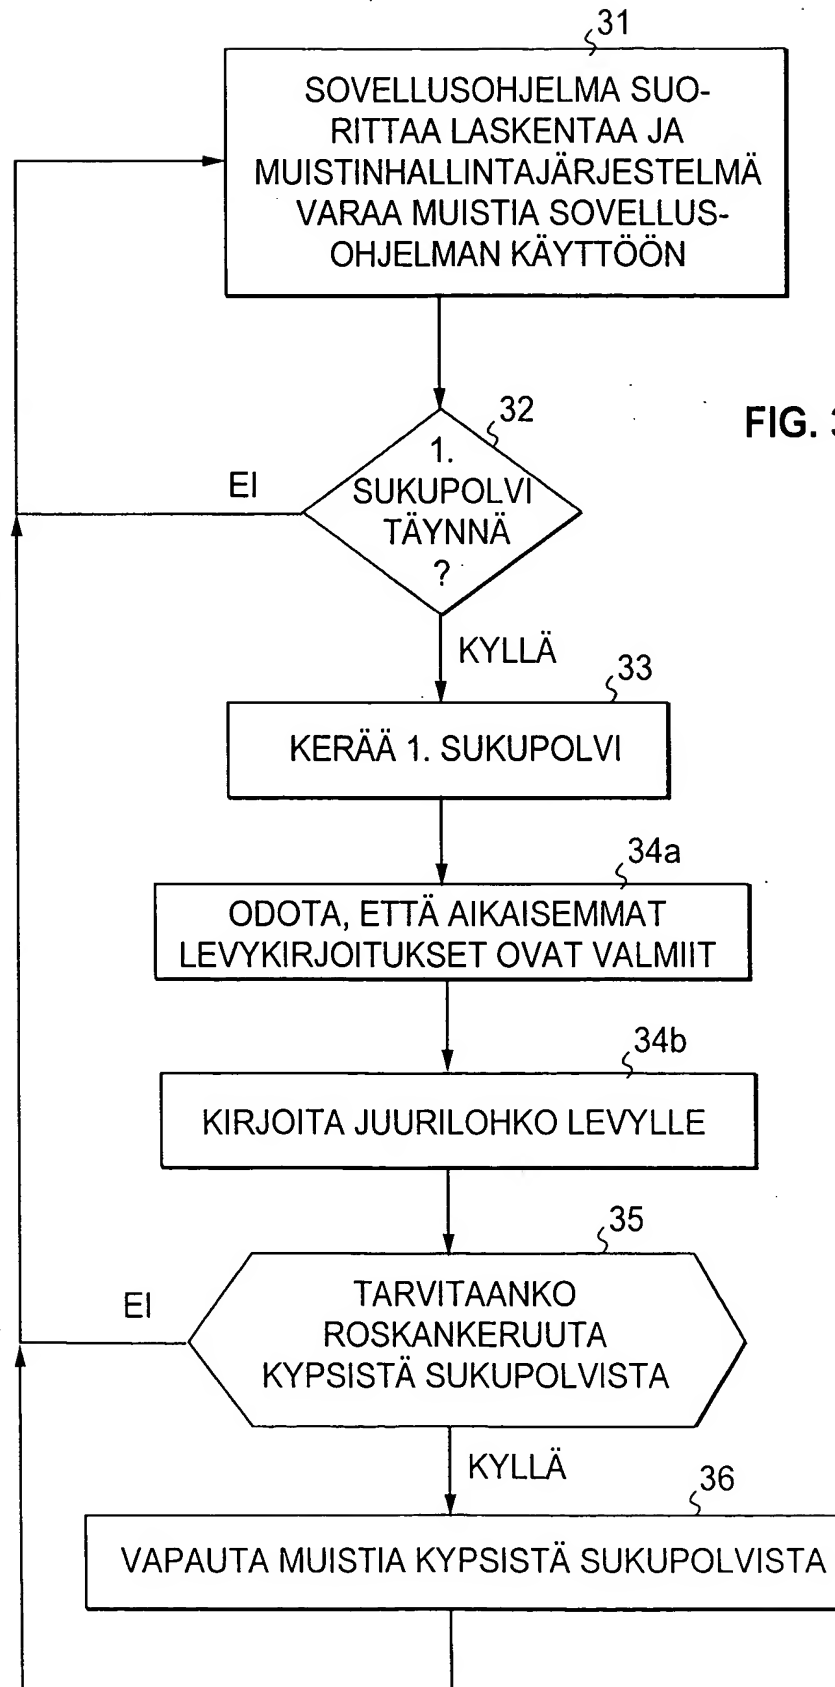 31
SOVELLUSOHJELMA SUO-
RITTAA LASKENTAA JA
MUISTINHALLINTAJÄRJESTELMÄ
VARAA MUISTIA SOVELLUS-
OHJELMAN KÄYTTÖÖN
32
FIG. 3
1.
SUKUPOLVI
TÄYNNÄ
?
EI
KYLLÄ
33
KERÄÄ 1. SUKUPOLVI
34a
ODOTA, ETTÄ AIKAISEMMAT
LEVYKIRJOITUKSET OVAT VALMIIT
34b
KIRJOITA JUURILOHKO LEVYLLE
35
EI
TARVITAANKO
ROSKANKERUUTA
KYPSISTÄ SUKUPOLVISTA
KYLLÄ
36
VAPAUTA MUISTIA KYPSISTÄ SUKUPOLVISTA